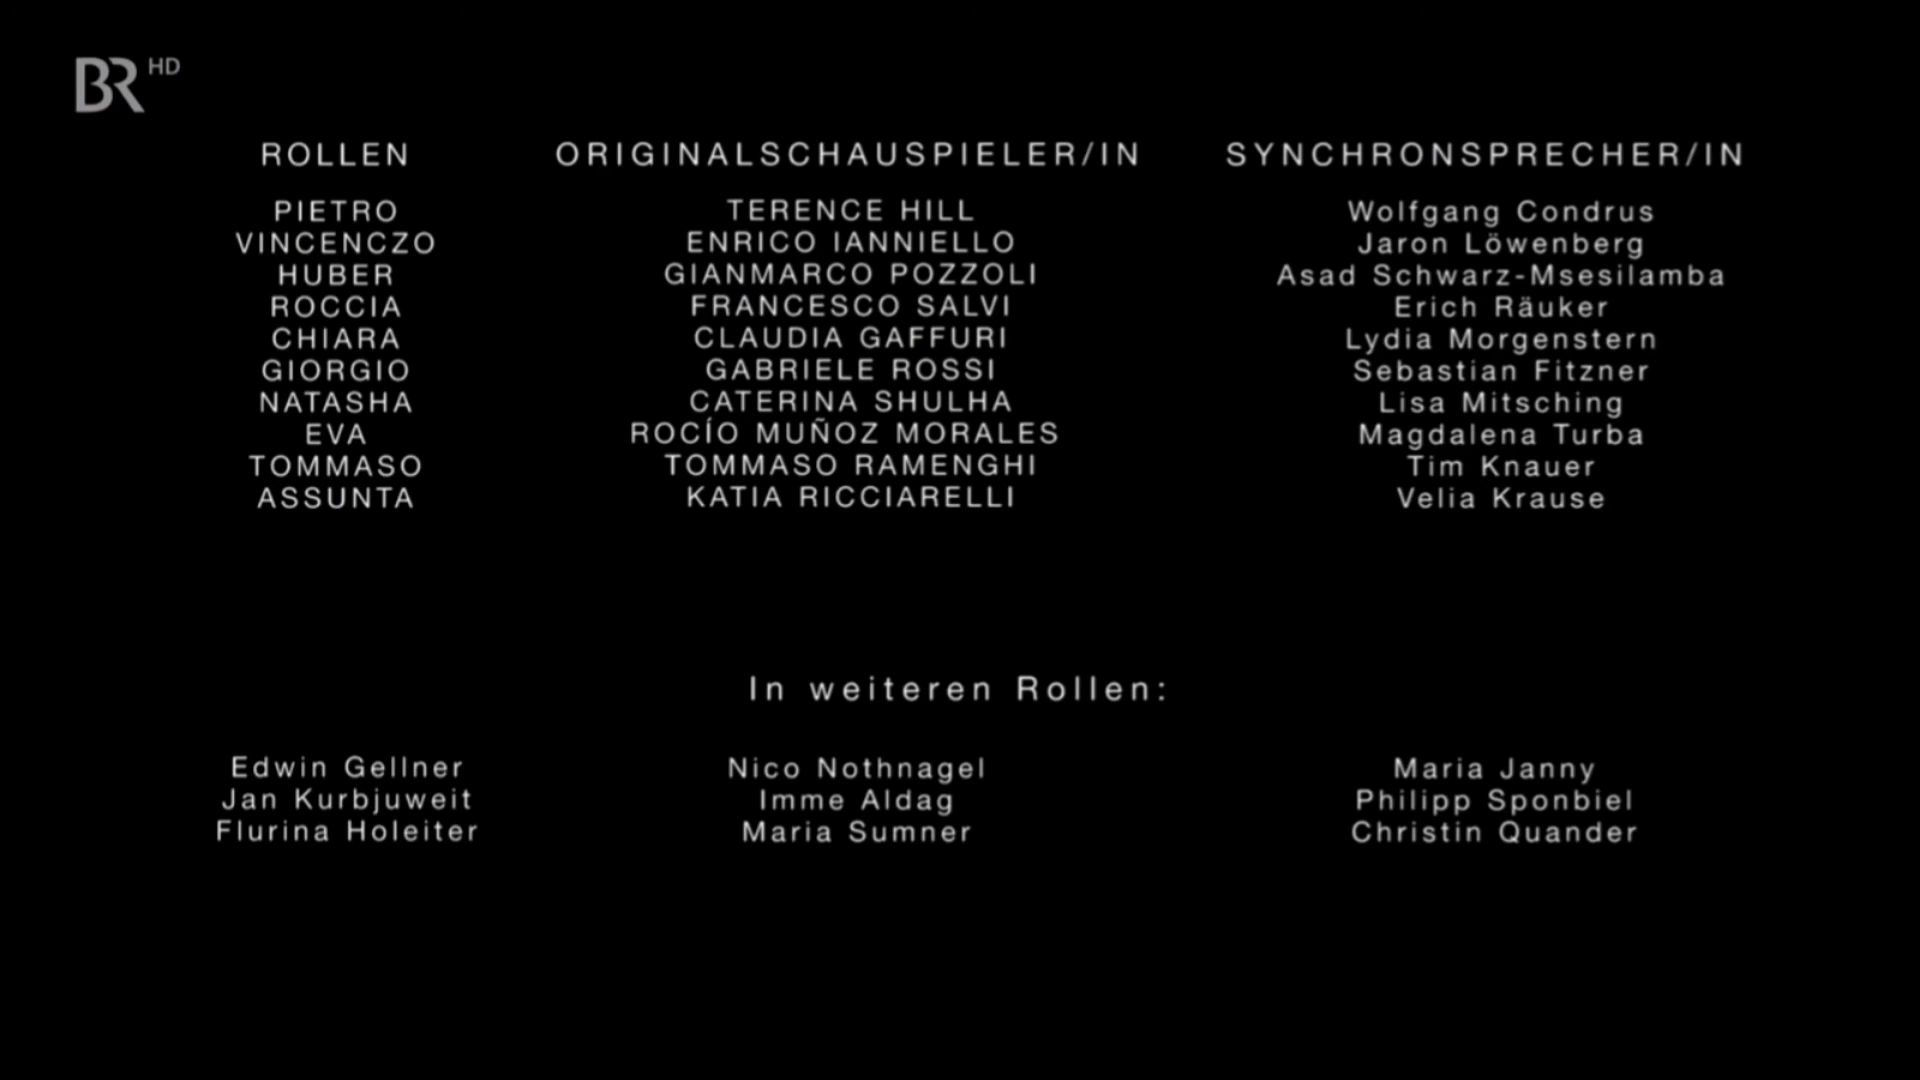 BR HD
ROLLEN ORIGINALSCHAUSPIELER/IN SYNCHRONSPRECHER/IN
PIETRO TERENCE HILL Wolfgang Condrus
VINCENCZO ENRICO IANNIELLO Jaron Löwenberg
HUBER GIANMARCO POZZOLI Asad Schwarz-Msesilamba
ROCCIA FRANCESCO SALVI Erich Räuker
CHIARA CLAUDIA GAFFURI Lydia Morgenstern
GIORGIO GABRIELE ROSSI Sebastian Fitzner
NATASHA CATERINA SHULHA Lisa Mitsching
EVA ROCÍO MUÑOZ MORALES Magdalena Turba
TOMMASO TOMMASO RAMENGHI Tim Knauer
ASSUNTA KATIA RICCIARELLI Velia Krause
In weiteren Rollen:
Edwin Gellner Nico Nothnagel Maria Janny
Jan Kurbjuweit Imme Aldag Philipp Sponbiel
Flurina Holeiter Maria Sumner Christin Quander